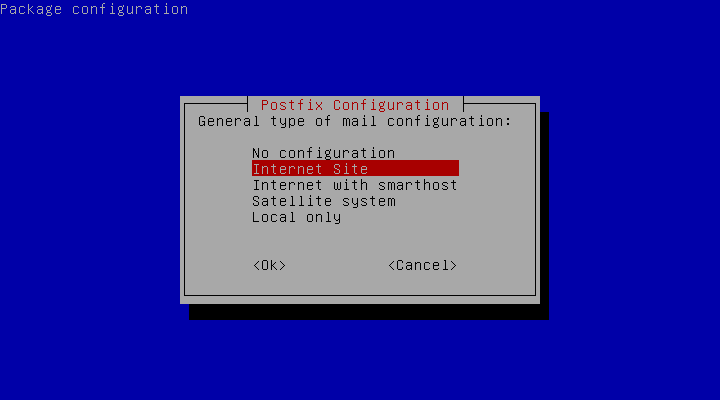 Package configuration
Postfix Configuration
General type of mail configuration:
No configuration
Internet Site
Internet with smarthost
Satellite system
Local only
<Ok> <Cancel>